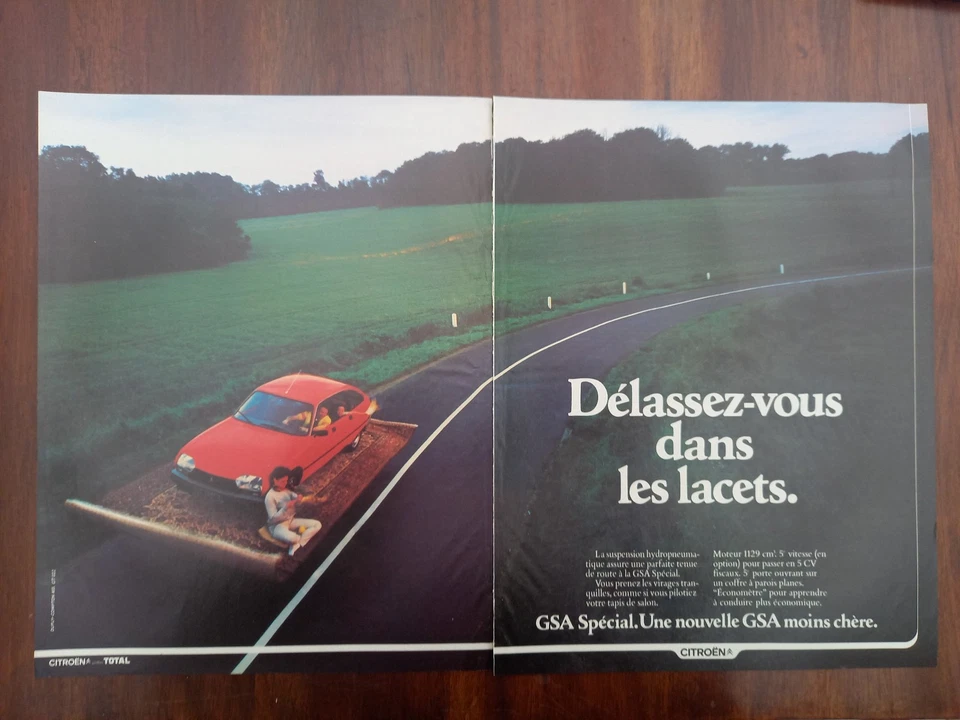 Délassez-vous
dans
les lacets.
La suspension hydropneuma-
tique assure une parfaite tenue
de route à la GSA Spécial.
Vous prenez les virages tran-
quilles, comme si vous pilotiez
votre tapis de salon.
Moteur 1129 cm³. 5e vitesse (en
option) pour passer en 5 CV
fiscaux. 5e porte ouvrant sur
un coffre à parois planes.
“Économètre” pour apprendre
à conduire plus économique.
GSA Spécial. Une nouvelle GSA moins chère.
CITROËN
CITROËN TOTAL